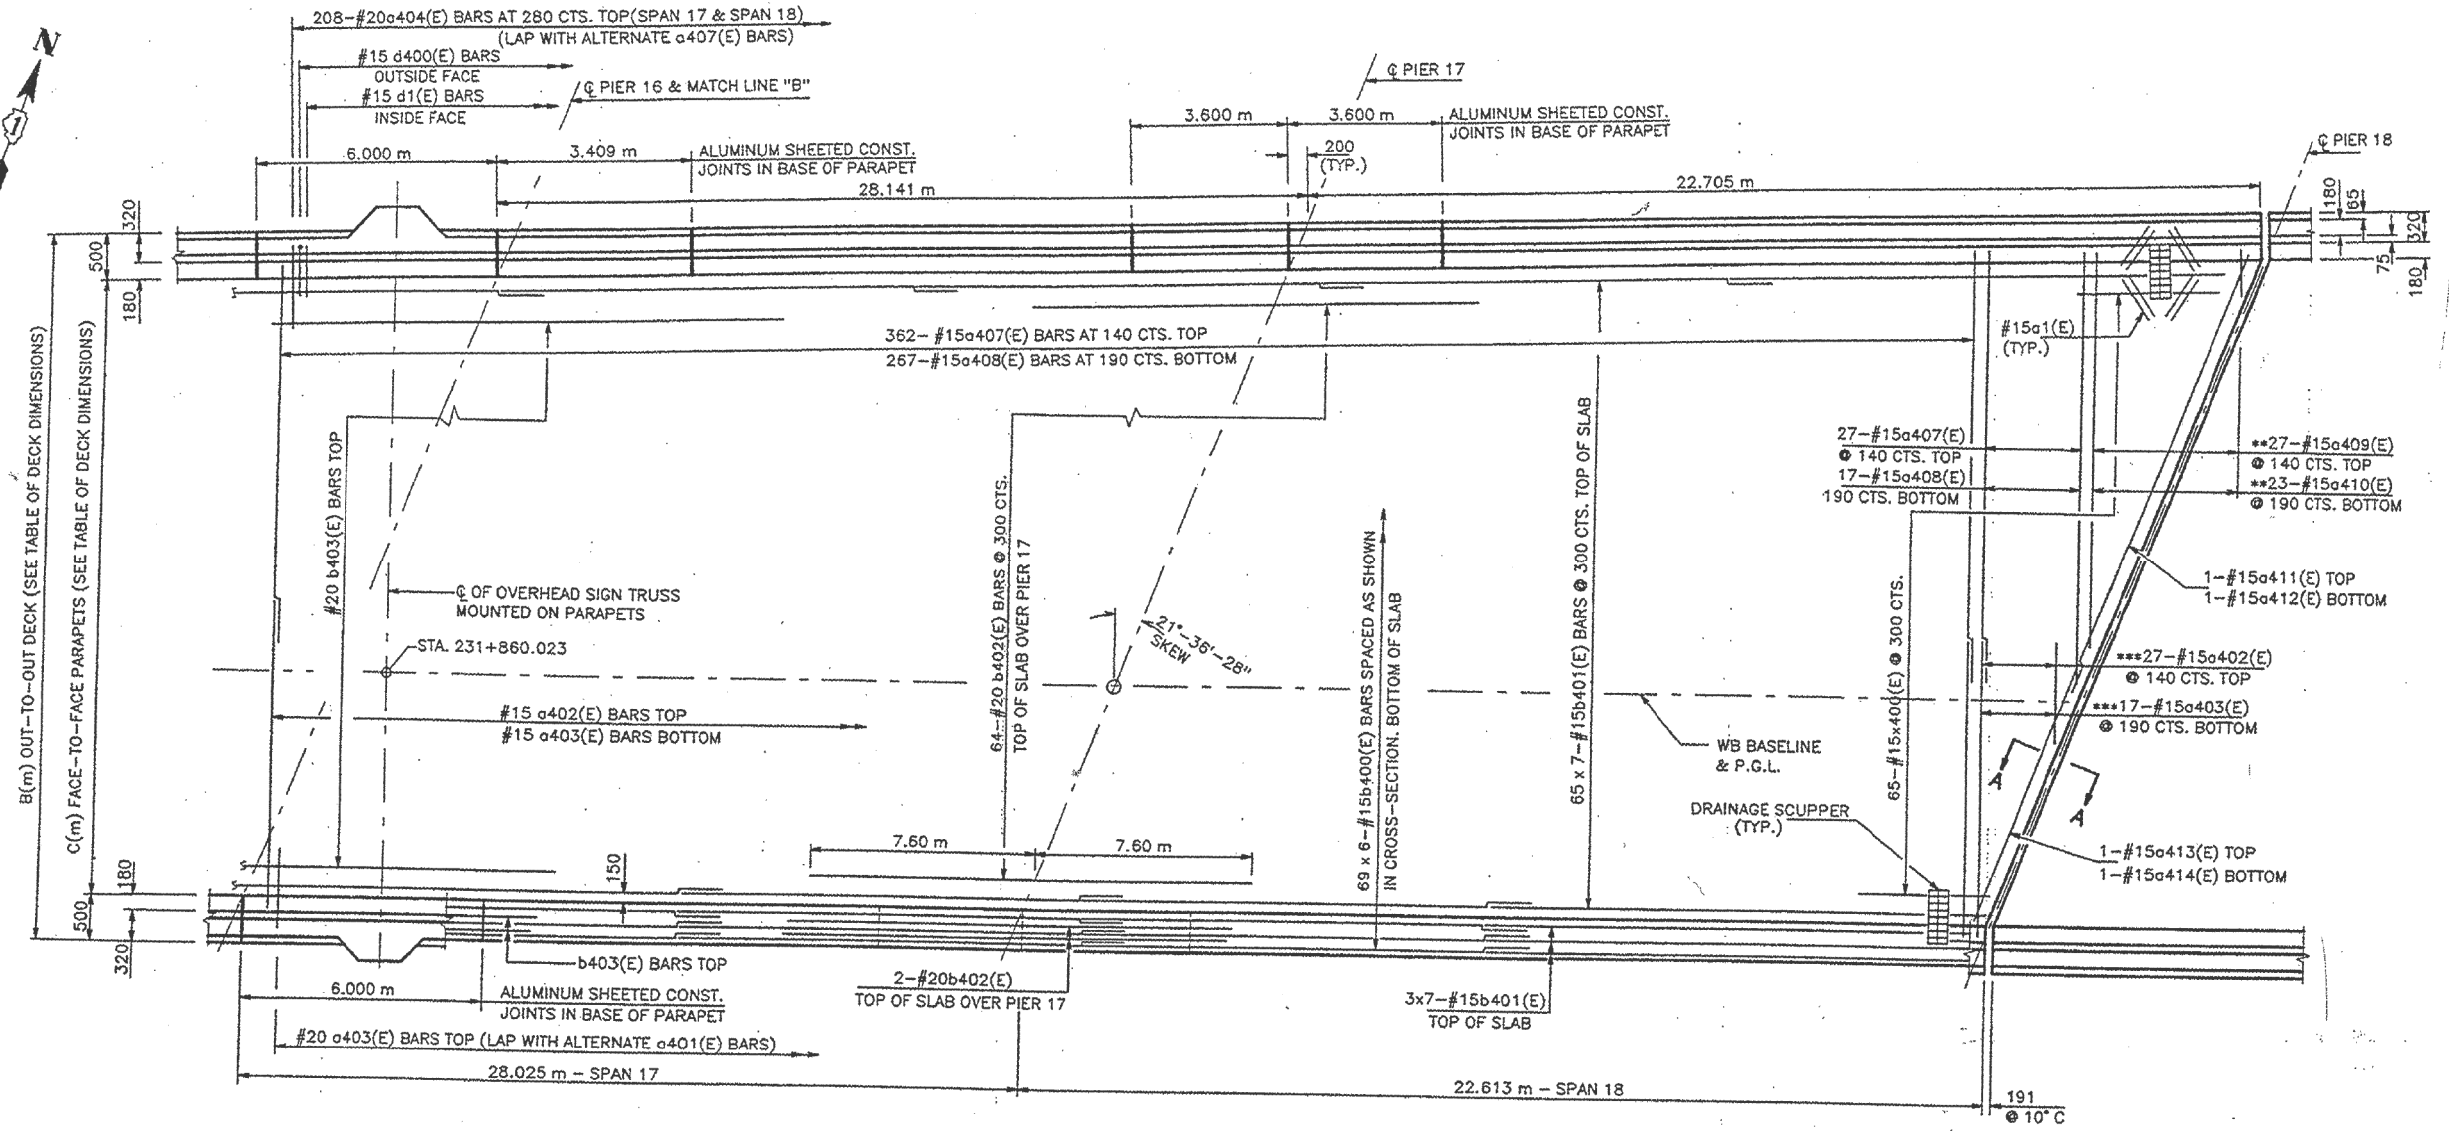 208-#20a404(E) BARS AT 280 CTS. TOP(SPAN 17 & SPAN 18)
(LAP WITH ALTERNATE a407(E) BARS)
N
1
#15 d400(E) BARS
OUTSIDE FACE
#15 d1(E) BARS
INSIDE FACE
℄ PIER 16 & MATCH LINE "B"
℄ PIER 17
3.600 m
3.600 m
ALUMINUM SHEETED CONST.
JOINTS IN BASE OF PARAPET
℄ PIER 18
6.000 m
3.409 m
ALUMINUM SHEETED CONST.
JOINTS IN BASE OF PARAPET
200
(TYP.)
28.141 m
22.705 m
320
500
180
180
65
320
75
180
362- #15a407(E) BARS AT 140 CTS. TOP
267-#15a408(E) BARS AT 190 CTS. BOTTOM
#15a1(E)
(TYP.)
B(m) OUT-TO-OUT DECK (SEE TABLE OF DECK DIMENSIONS)
C(m) FACE-TO-FACE PARAPETS (SEE TABLE OF DECK DIMENSIONS)
#20 b403(E) BARS TOP
64-#20 b402(E) BARS @ 300 CTS.
TOP OF SLAB OVER PIER 17
69 x 6-#15b400(E) BARS SPACED AS SHOWN
IN CROSS-SECTION. BOTTOM OF SLAB
65 x 7-#15b401(E) BARS @ 300 CTS. TOP OF SLAB
65-#15x400(E) @ 300 CTS.
27-#15a407(E)
@ 140 CTS. TOP
17-#15a408(E)
190 CTS. BOTTOM
**27-#15a409(E)
@ 140 CTS. TOP
**23-#15a410(E)
@ 190 CTS. BOTTOM
1-#15a411(E) TOP
1-#15a412(E) BOTTOM
℄ OF OVERHEAD SIGN TRUSS
MOUNTED ON PARAPETS
STA. 231+860.023
21°-36'-28"
SKEW
***27-#15a402(E)
@ 140 CTS. TOP
***17-#15a403(E)
@ 190 CTS. BOTTOM
#15 a402(E) BARS TOP
#15 a403(E) BARS BOTTOM
WB BASELINE
& P.G.L.
A
A
DRAINAGE SCUPPER
(TYP.)
7.60 m
7.60 m
150
180
500
320
1-#15a413(E) TOP
1-#15a414(E) BOTTOM
b403(E) BARS TOP
6.000 m
ALUMINUM SHEETED CONST.
JOINTS IN BASE OF PARAPET
2-#20b402(E)
TOP OF SLAB OVER PIER 17
3x7-#15b401(E)
TOP OF SLAB
#20 a403(E) BARS TOP (LAP WITH ALTERNATE a401(E) BARS)
28.025 m - SPAN 17
22.613 m - SPAN 18
191
@ 10° C